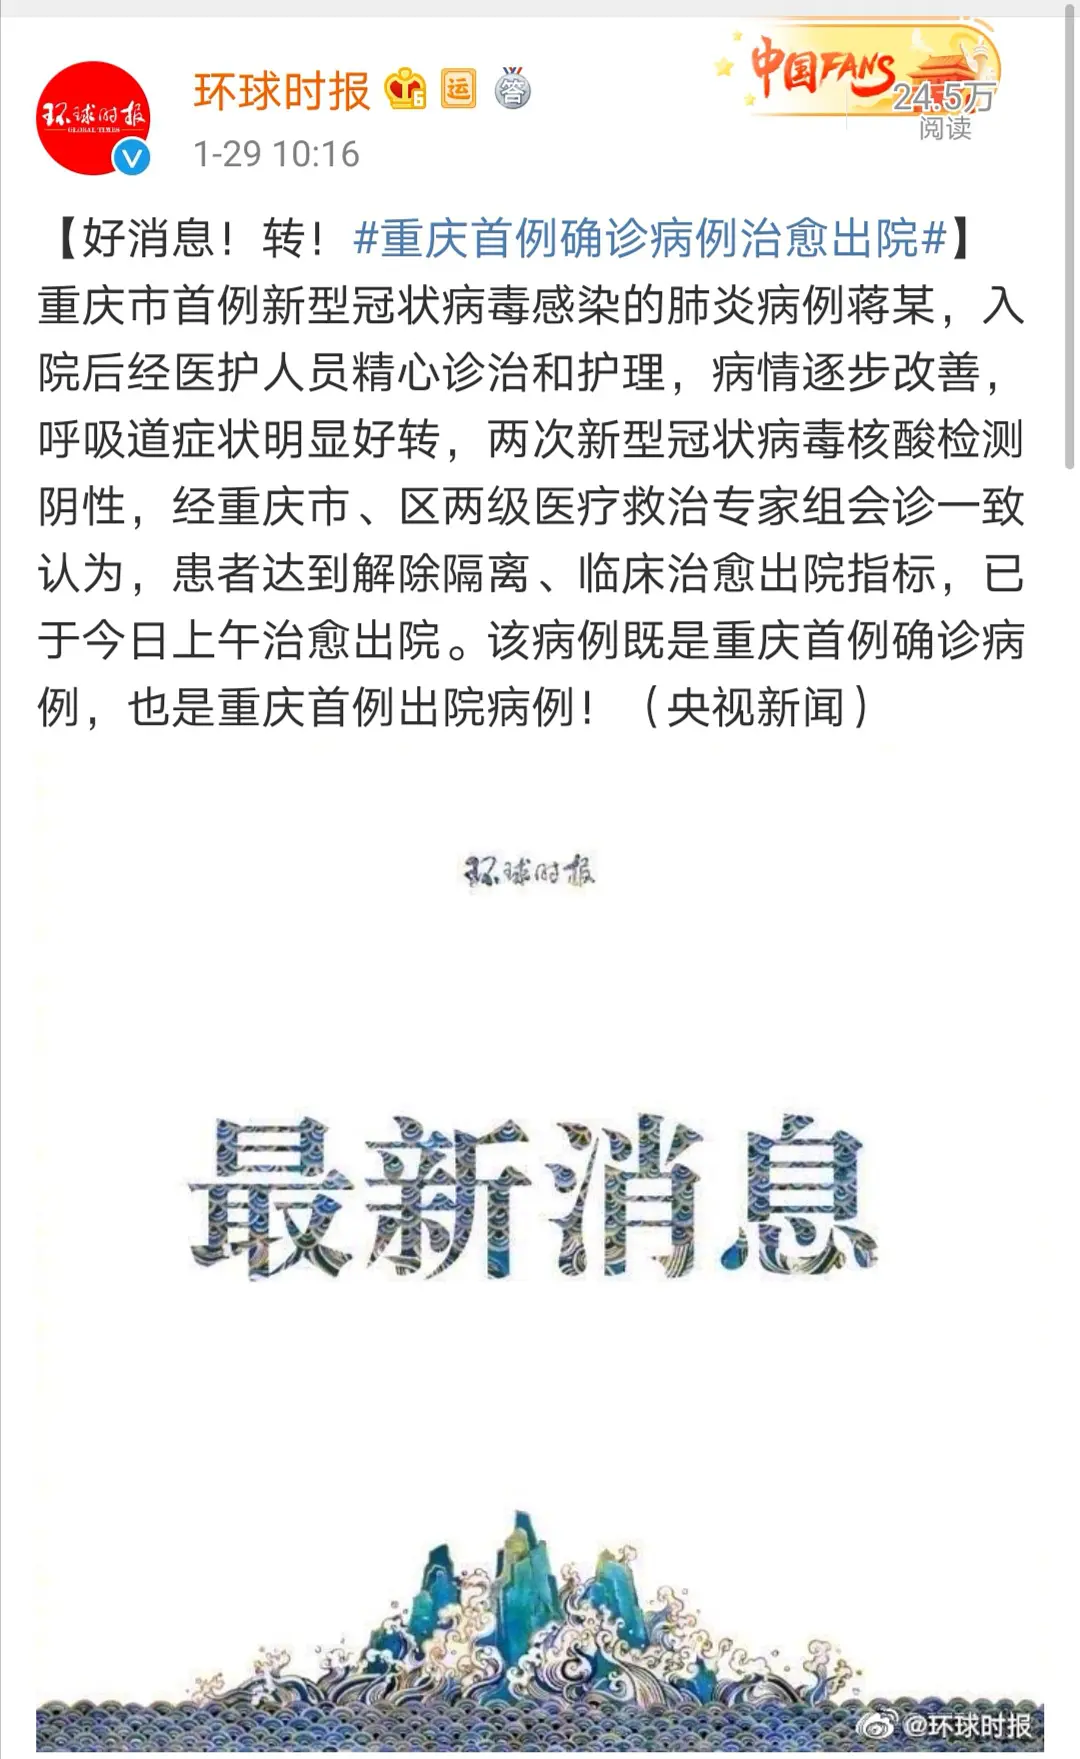 环球时报
GLOBAL TIMES
环球时报 6 运 答
中国FANS
24.5万
阅读
1-29 10:16
【好消息！转！#重庆首例确诊病例治愈出院#】
重庆市首例新型冠状病毒感染的肺炎病例蒋某，入
院后经医护人员精心诊治和护理，病情逐步改善，
呼吸道症状明显好转，两次新型冠状病毒核酸检测
阴性，经重庆市、区两级医疗救治专家组会诊一致
认为，患者达到解除隔离、临床治愈出院指标，已
于今日上午治愈出院。该病例既是重庆首例确诊病
例，也是重庆首例出院病例！（央视新闻）
环球时报
最新消息
@环球时报